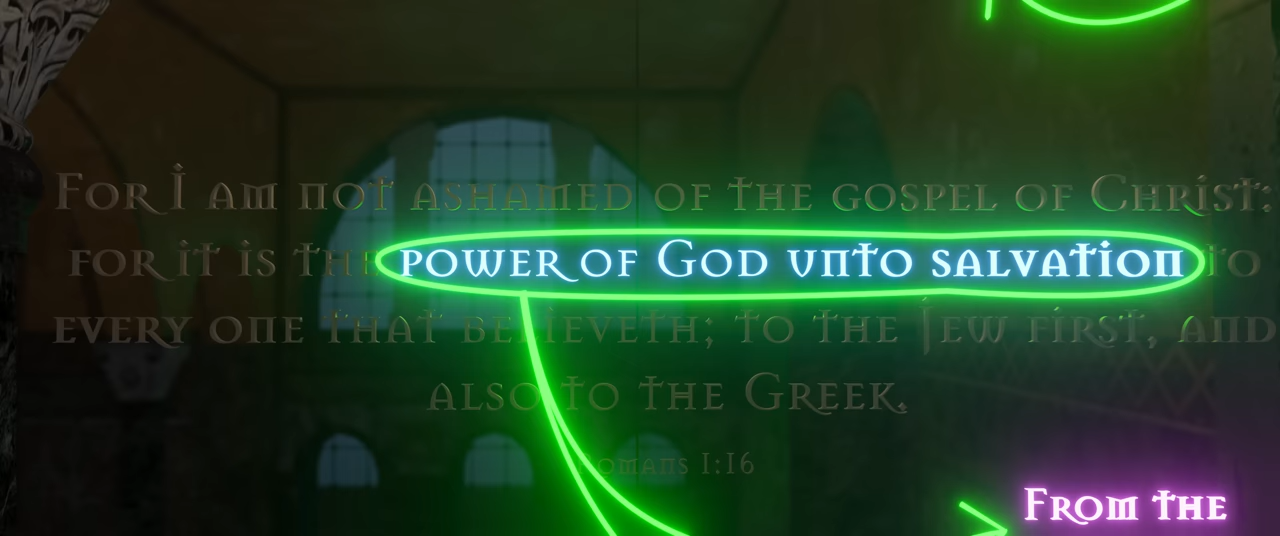 For I am not ashamed of the gospel of Christ:
for it is the power of God unto salvation to
every one that believeth; to the Jew first, and
also to the Greek.
Romans 1:16
From the